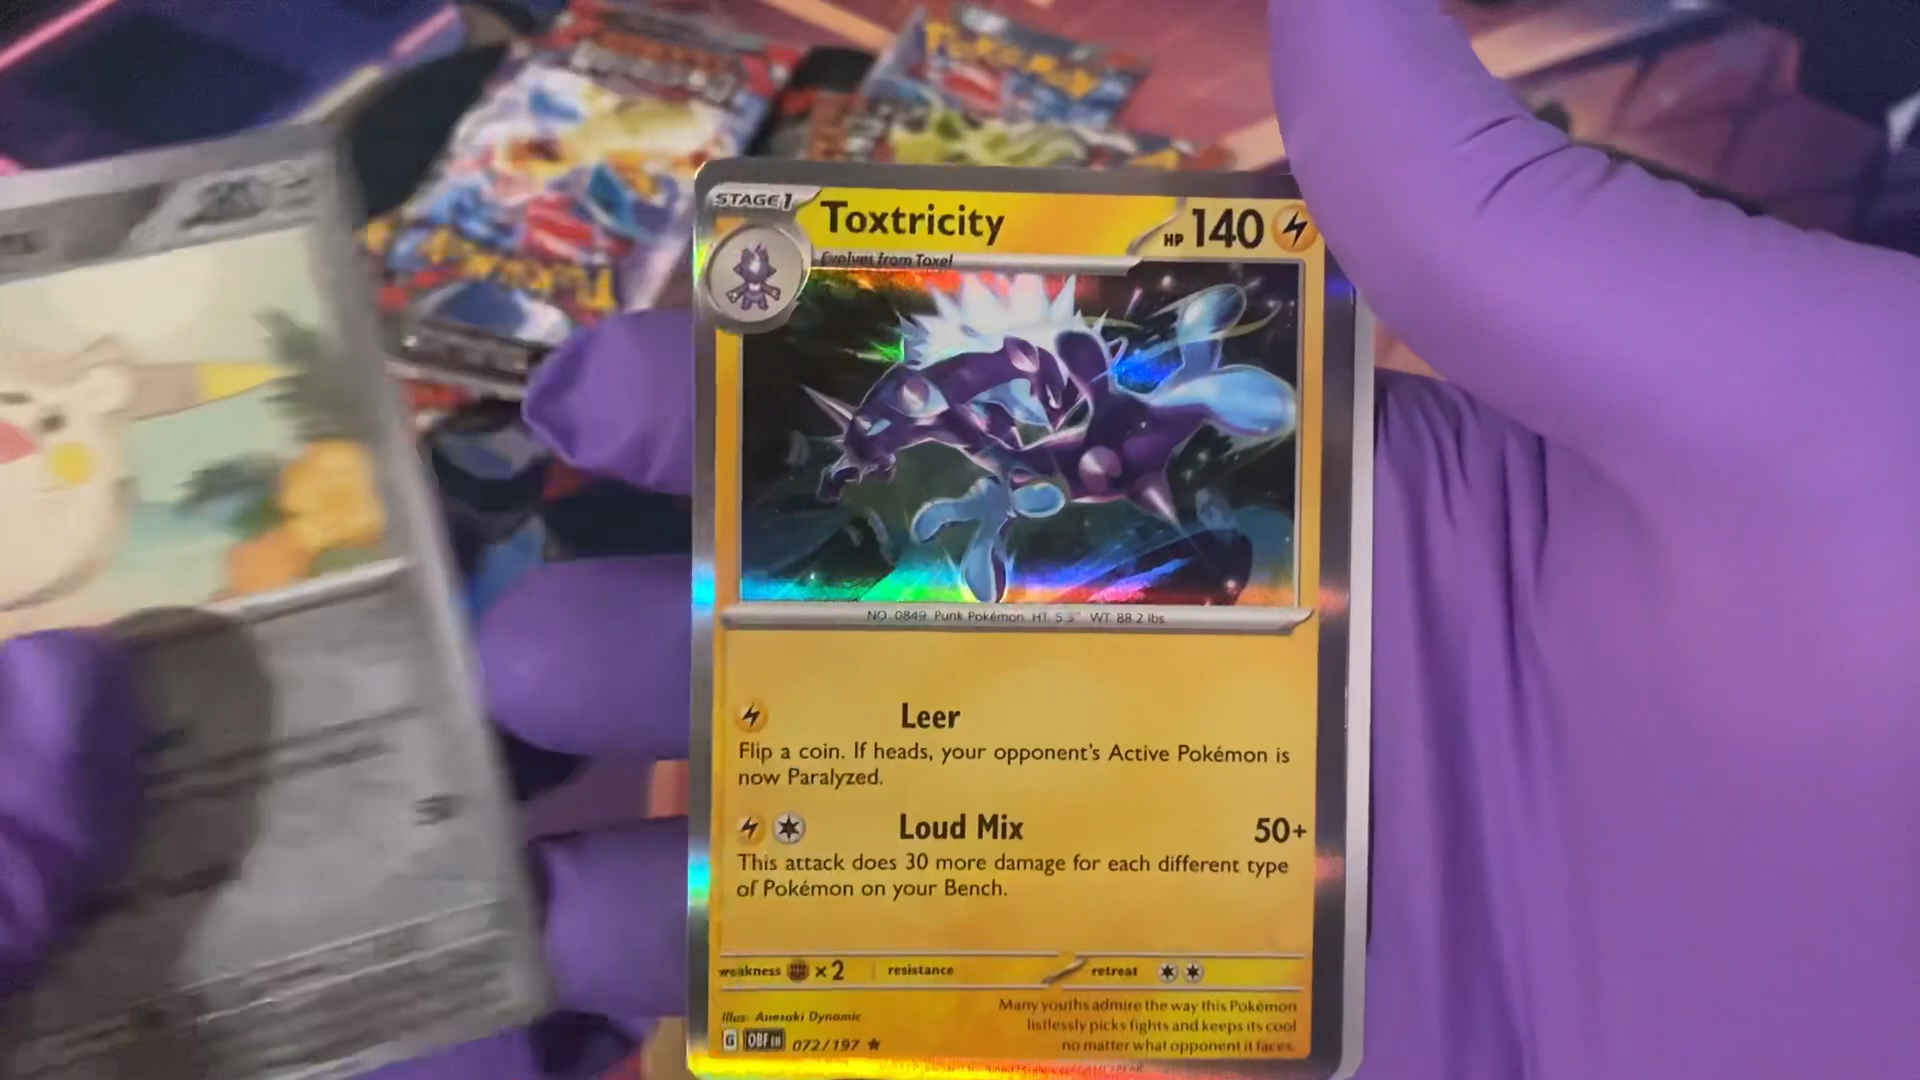 Pokémon
Pokémon
STAGE 1
Toxtricity
HP 140
Evolves from Toxel
NO. 0849 Punk Pokémon HT: 5'3" WT: 88.2 lbs.
Leer
Flip a coin. If heads, your opponent's Active Pokémon is
now Paralyzed.
Loud Mix 50+
This attack does 30 more damage for each different type
of Pokémon on your Bench.
weakness ×2 resistance retreat
Illus. Anesaki Dynamic
Many youths admire the way this Pokémon
listlessly picks fights and keeps its cool
no matter what opponent it faces.
G OBF EN 072/197 ★